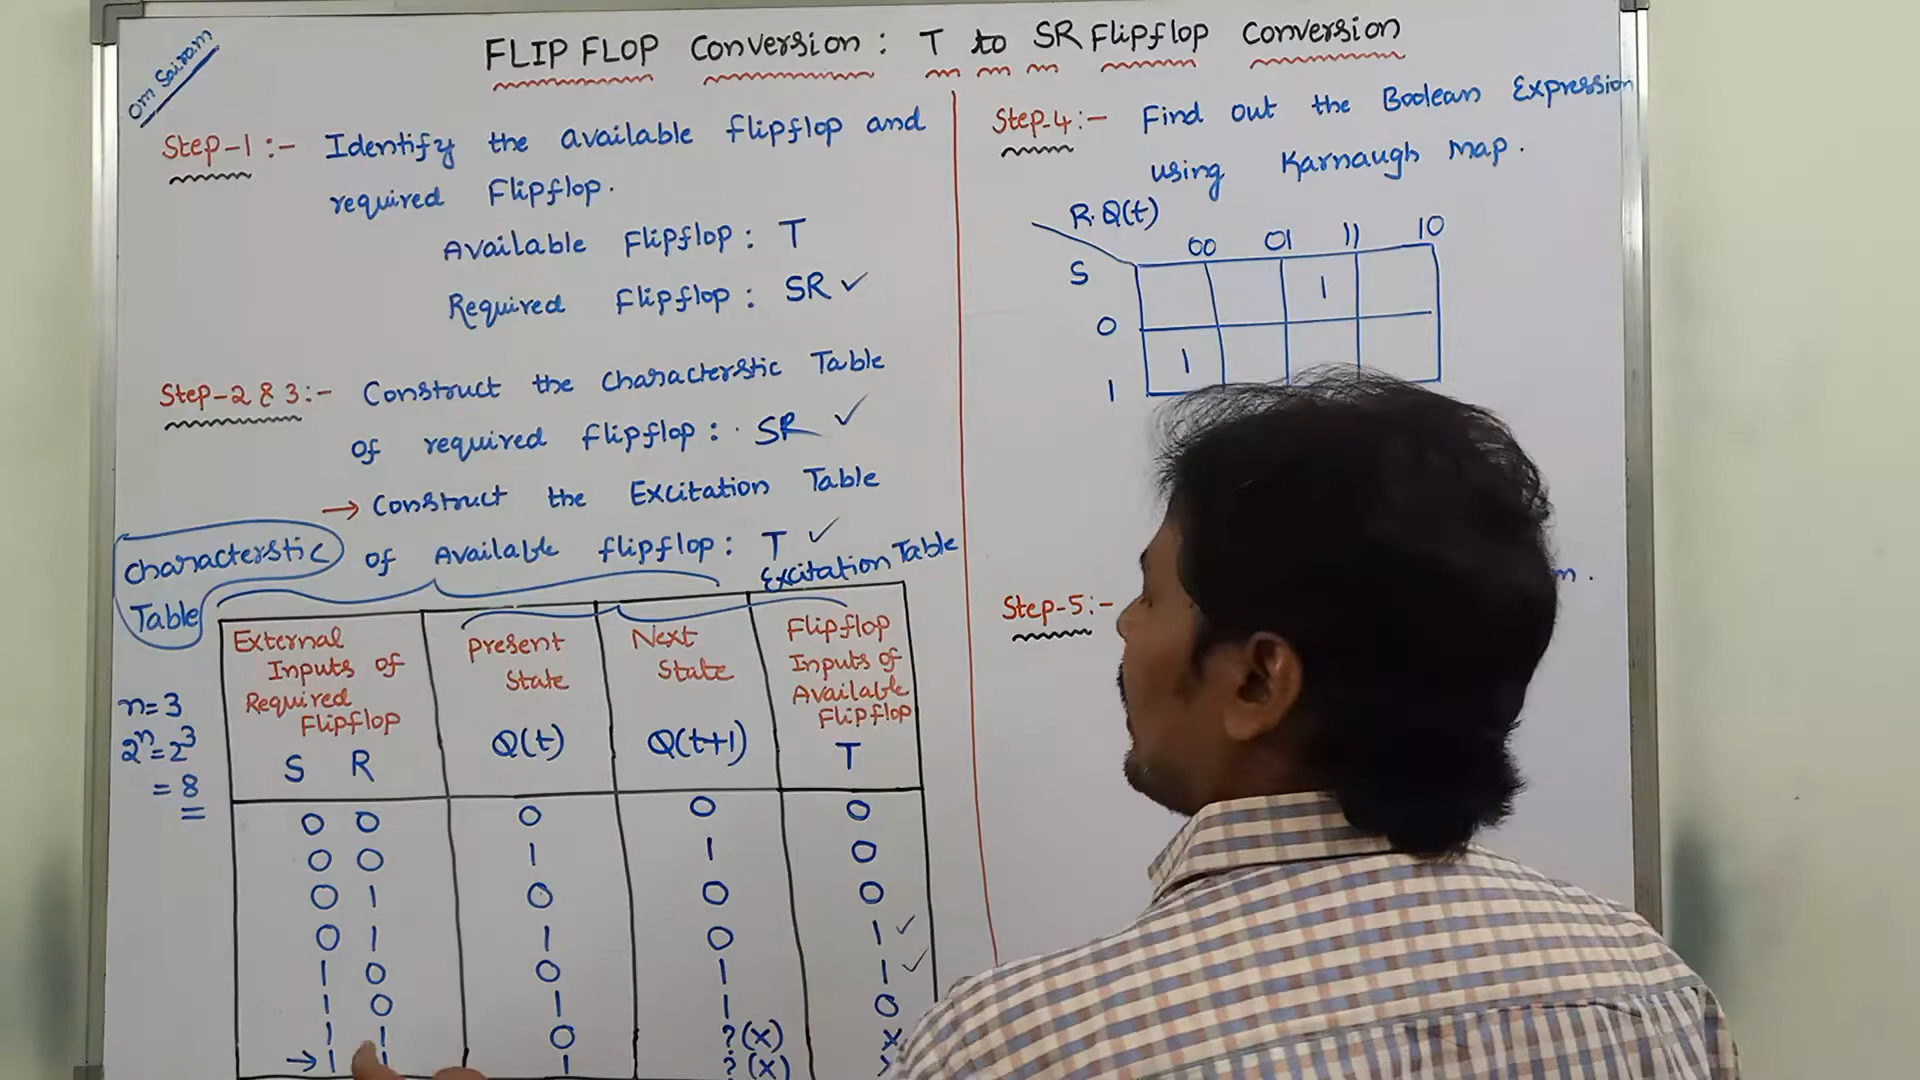 Om Sairam
FLIP FLOP Conversion : T to SR Flipflop Conversion
Step-1 :- Identify the available flipflop and
required Flipflop.
Available Flipflop : T
Required Flipflop : SR ✓
Step-2 & 3 :- Construct the Characterstic Table
of required flipflop : SR ✓
→ Construct the Excitation Table
of Available flipflop : T ✓
Characterstic
Table
Excitation Table
External
Inputs of
Required
Flipflop
S R
Present
State
Q(t)
Next
State
Q(t+1)
Flipflop
Inputs of
Available
Flipflop
T
n=3
2^n=2^3
= 8
0 0 0 0 0
0 0 1 1 0
0 1 0 0 0
0 1 1 0 1 ✓
1 0 0 1 1 ✓
1 0 1 1 0
1 1 0 ?(x) x
→ 1 1 1 ?(x)
Step-4 :- Find out the Boolean Expression
using Karnaugh Map.
R.Q(t)
S
00 01 11 10
0 1
1 1
Step-5 :-